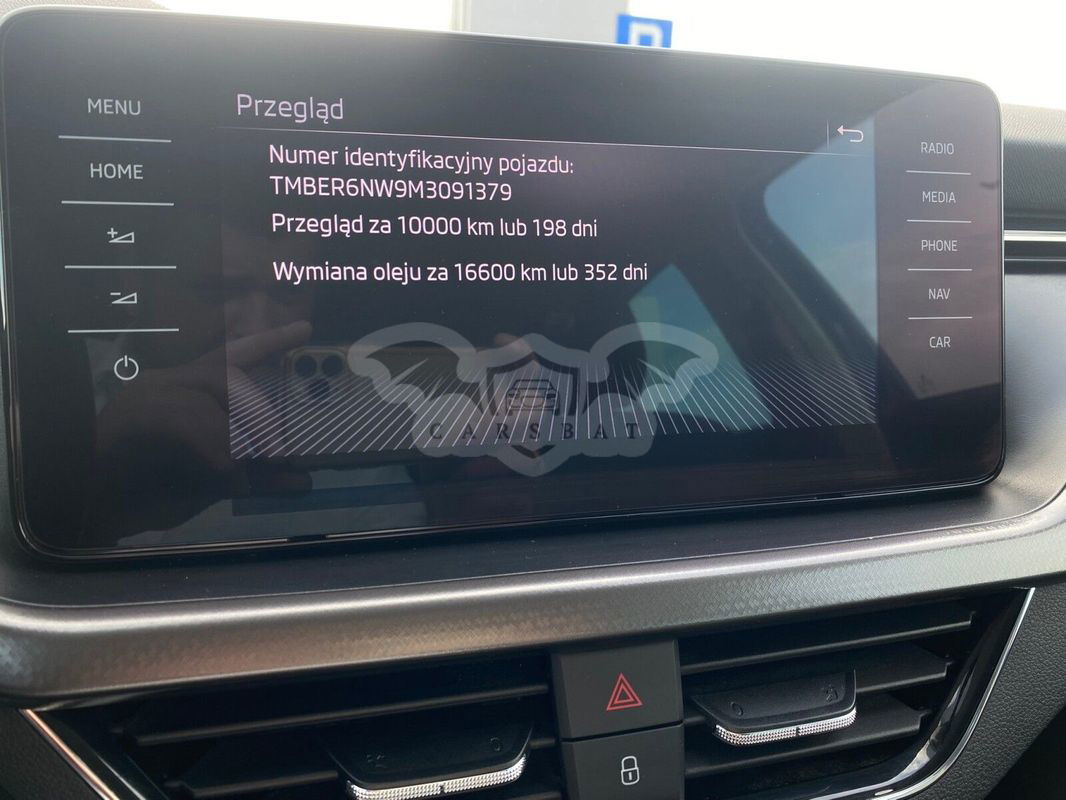 MENU
HOME
Przegląd
Numer identyfikacyjny pojazdu:
TMBER6NW9M3091379
Przegląd za 10000 km lub 198 dni
Wymiana oleju za 16600 km lub 352 dni
RADIO
MEDIA
PHONE
NAV
CAR
CARSBAT